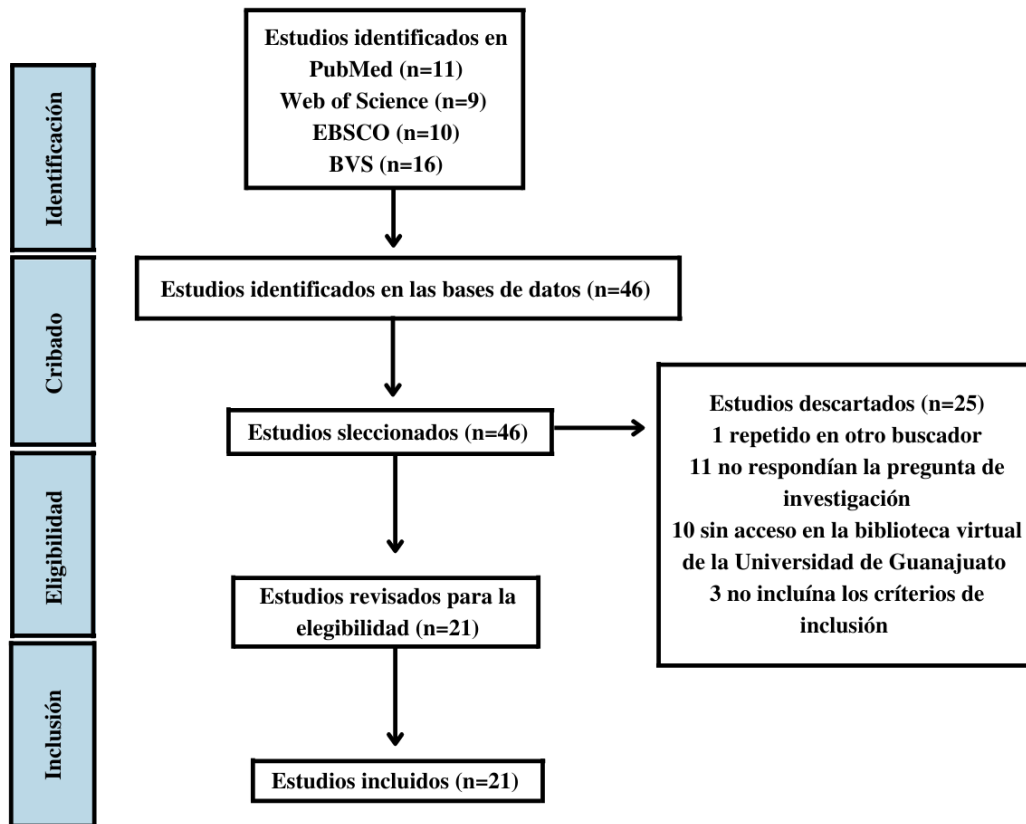 Identificación
Estudios identificados en
PubMed (n=11)
Web of Science (n=9)
EBSCO (n=10)
BVS (n=16)
Cribado
Estudios identificados en las bases de datos (n=46)
Estudios sleccionados (n=46)
Estudios descartados (n=25)
1 repetido en otro buscador
11 no respondían la pregunta de
investigación
10 sin acceso en la biblioteca virtual
de la Universidad de Guanajuato
3 no incluína los críterios de
inclusión
Eligibilidad
Estudios revisados para la
elegibilidad (n=21)
Inclusión
Estudios incluidos (n=21)